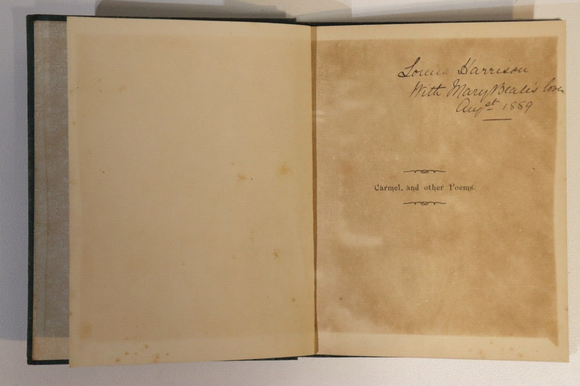 Louisa Harrison
With Mary Beale's love
Augst 1889
Carmel, and other Poems.